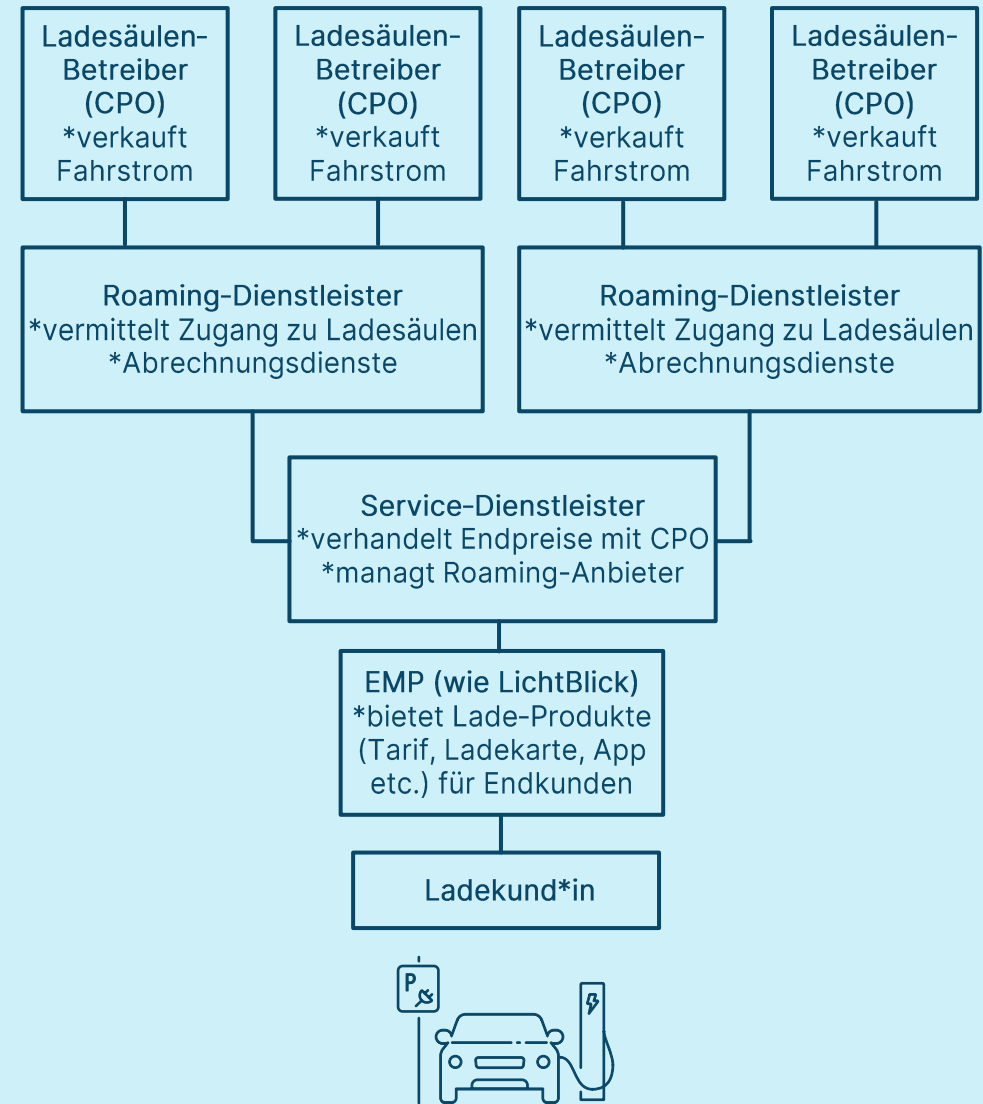 Ladesäulen-
Betreiber
(CPO)
*verkauft
Fahrstrom
Ladesäulen-
Betreiber
(CPO)
*verkauft
Fahrstrom
Ladesäulen-
Betreiber
(CPO)
*verkauft
Fahrstrom
Ladesäulen-
Betreiber
(CPO)
*verkauft
Fahrstrom
Roaming-Dienstleister
*vermittelt Zugang zu Ladesäulen
*Abrechnungsdienste
Roaming-Dienstleister
*vermittelt Zugang zu Ladesäulen
*Abrechnungsdienste
Service-Dienstleister
*verhandelt Endpreise mit CPO
*managt Roaming-Anbieter
EMP (wie LichtBlick)
*bietet Lade-Produkte
(Tarif, Ladekarte, App
etc.) für Endkunden
Ladekund*in
P